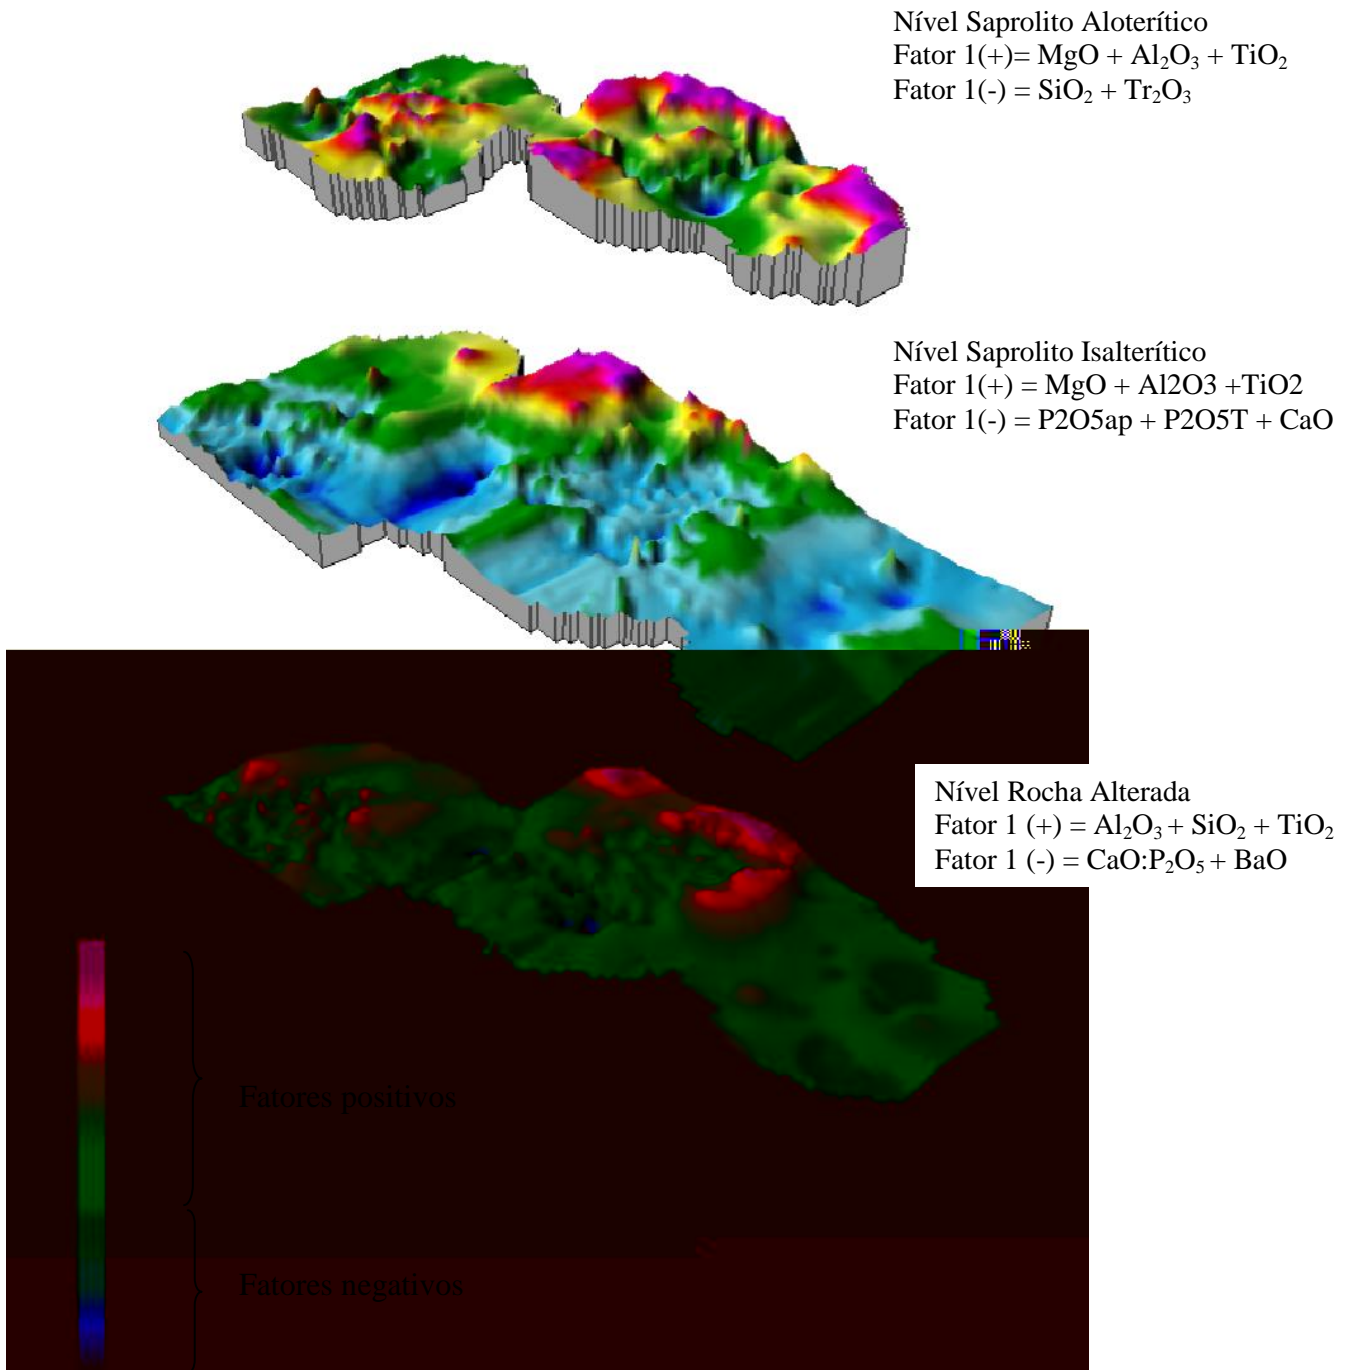 Nível Saprolito Aloterítico
Fator 1(+)= MgO + Al₂O₃ + TiO₂
Fator 1(-) = SiO₂ + Tr₂O₃
Nível Saprolito Isalterítico
Fator 1(+) = MgO + Al2O3 +TiO2
Fator 1(-) = P2O5ap + P2O5T + CaO
Nível Rocha Alterada
Fator 1 (+) = Al₂O₃ + SiO₂ + TiO₂
Fator 1 (-) = CaO:P₂O₅ + BaO
Fatores positivos
Fatores negativos